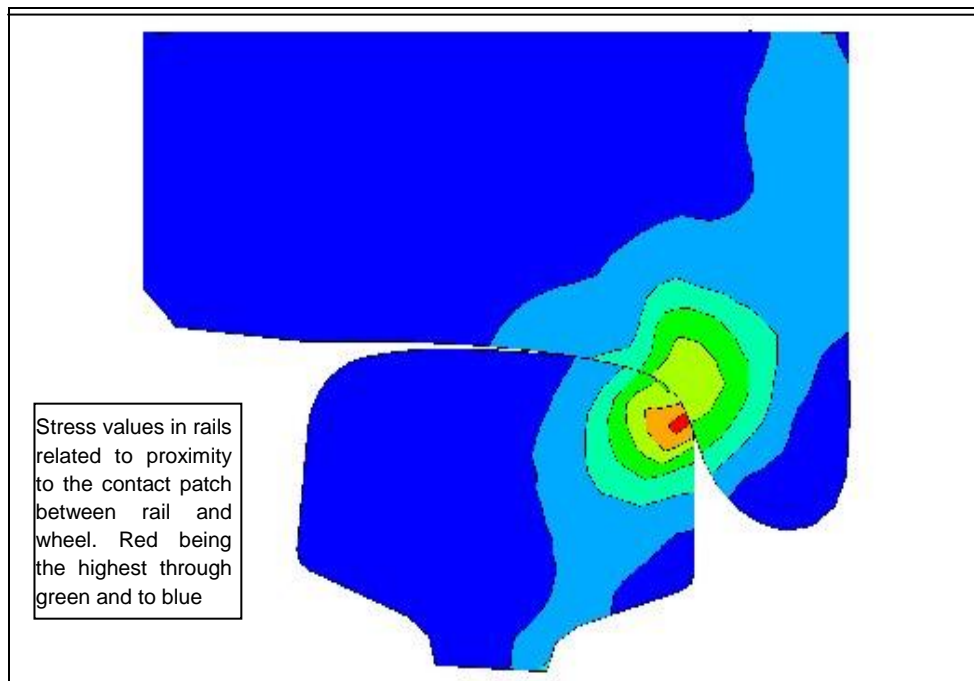 Stress values in rails
related to proximity
to the contact patch
between rail and
wheel. Red being
the highest through
green and to blue